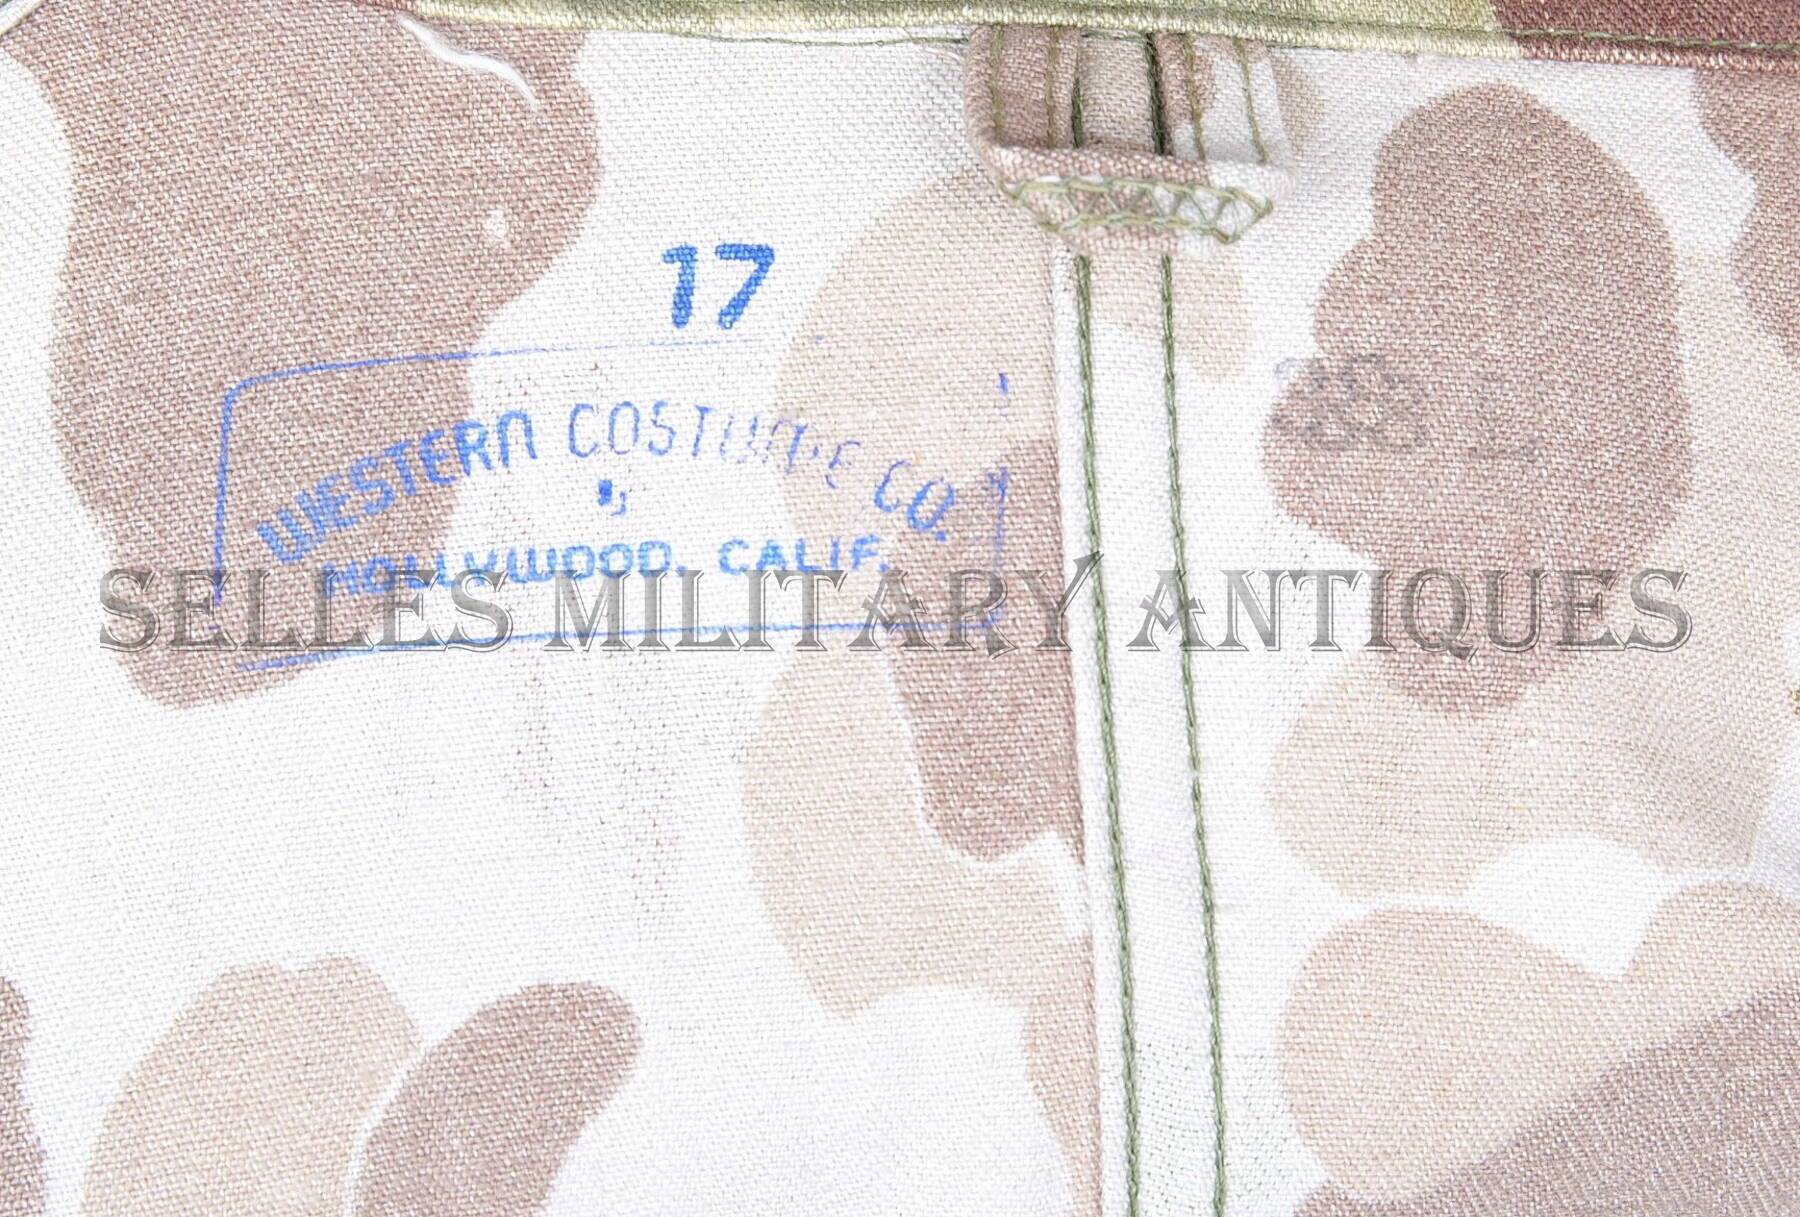 17
WESTERN COSTUME CO.
HOLLYWOOD, CALIF.
SELLES MILITARY ANTIQUES